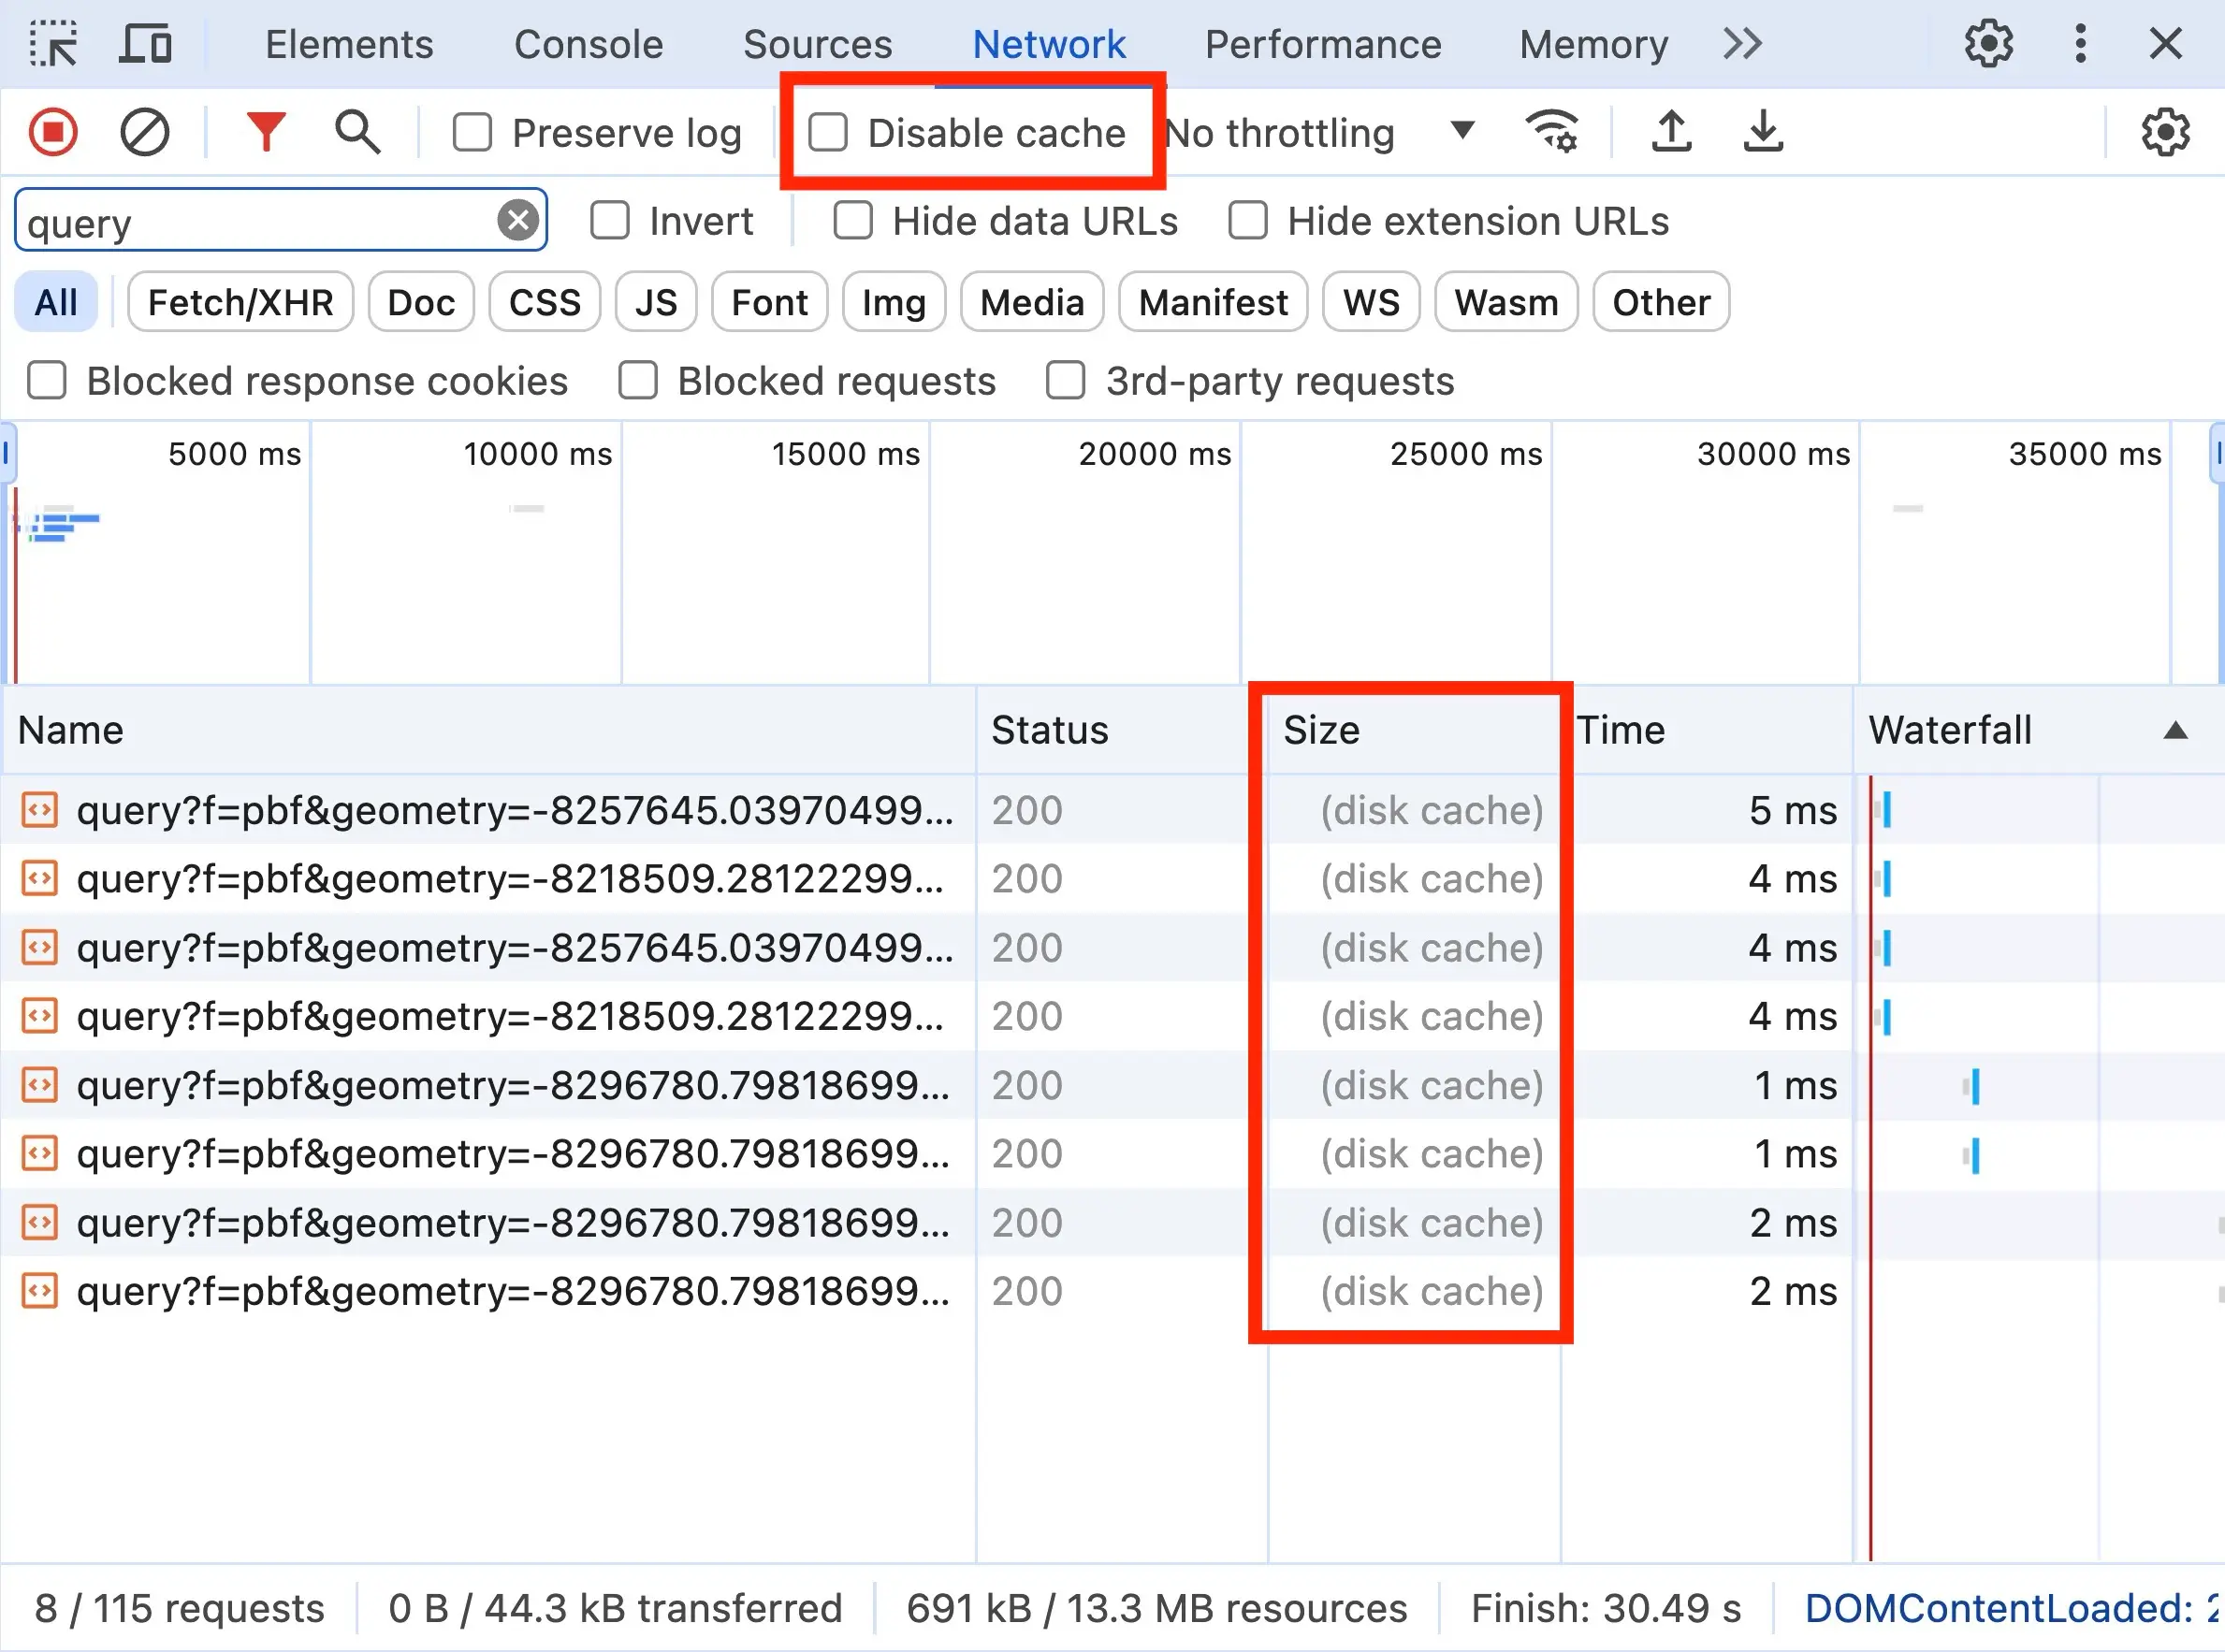 Elements Console Sources Network Performance Memory
Preserve log Disable cache No throttling
query Invert Hide data URLs Hide extension URLs
All Fetch/XHR Doc CSS JS Font Img Media Manifest WS Wasm Other
Blocked response cookies Blocked requests 3rd-party requests
5000 ms 10000 ms 15000 ms 20000 ms 25000 ms 30000 ms 35000 ms
Name Status Size Time Waterfall
query?f=pbf&geometry=-8257645.03970499... 200 (disk cache) 5 ms
query?f=pbf&geometry=-8218509.28122299... 200 (disk cache) 4 ms
query?f=pbf&geometry=-8257645.03970499... 200 (disk cache) 4 ms
query?f=pbf&geometry=-8218509.28122299... 200 (disk cache) 4 ms
query?f=pbf&geometry=-8296780.79818699... 200 (disk cache) 1 ms
query?f=pbf&geometry=-8296780.79818699... 200 (disk cache) 1 ms
query?f=pbf&geometry=-8296780.79818699... 200 (disk cache) 2 ms
query?f=pbf&geometry=-8296780.79818699... 200 (disk cache) 2 ms
8 / 115 requests 0 B / 44.3 kB transferred 691 kB / 13.3 MB resources Finish: 30.49 s DOMContentLoaded: